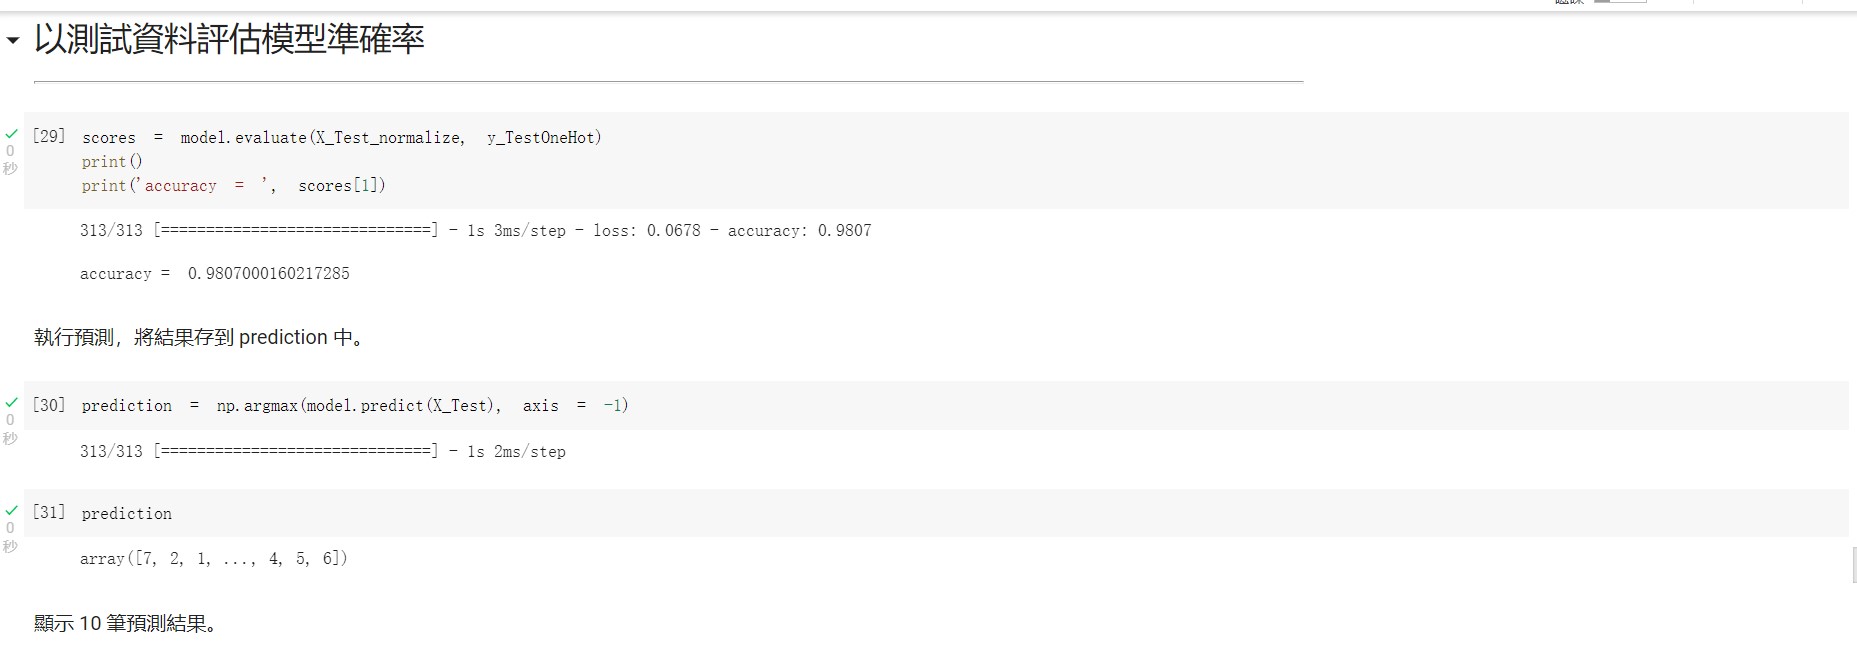 以測試資料評估模型準確率
[29] scores = model.evaluate(X_Test_normalize, y_TestOneHot)
0
print()
秒
print('accuracy = ', scores[1])
313/313 [==============================] - 1s 3ms/step - loss: 0.0678 - accuracy: 0.9807
accuracy = 0.9807000160217285
執行預測，將結果存到 prediction 中。
[30] prediction = np.argmax(model.predict(X_Test), axis = -1)
0
秒
313/313 [==============================] - 1s 2ms/step
[31] prediction
0
秒
array([7, 2, 1, ..., 4, 5, 6])
顯示 10 筆預測結果。